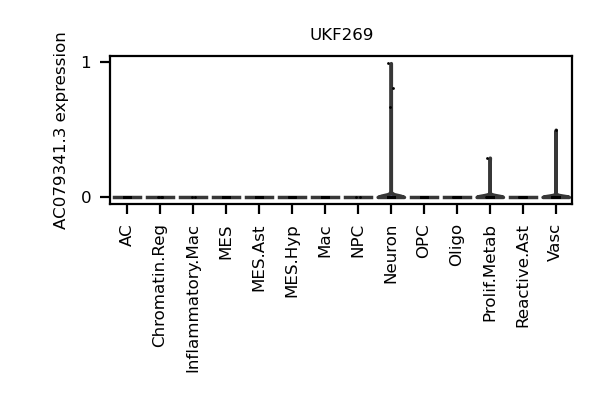 UKF269
AC079341.3 expression
1
0
AC
Chromatin.Reg
Inflammatory.Mac
MES
MES.Ast
MES.Hyp
Mac
NPC
Neuron
OPC
Oligo
Prolif.Metab
Reactive.Ast
Vasc